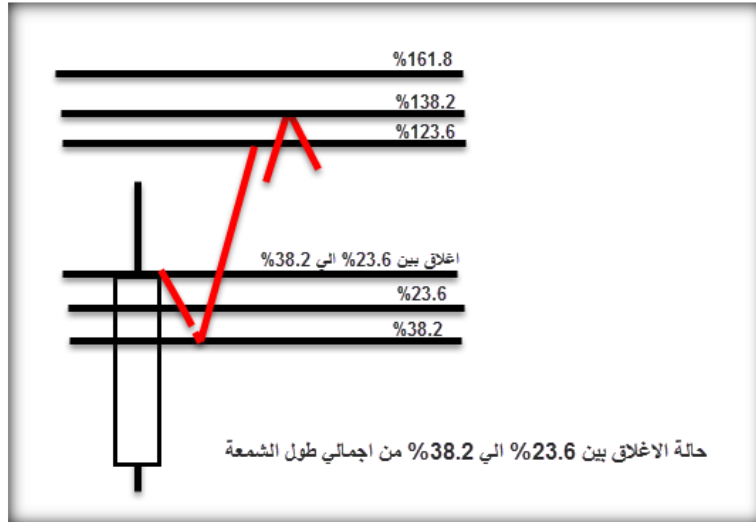 %161.8
%138.2
%123.6
اغلاق بين 23.6% الي 38.2%
%23.6
%38.2
حالة الاغلاق بين 23.6% الي 38.2% من اجمالي طول الشمعة